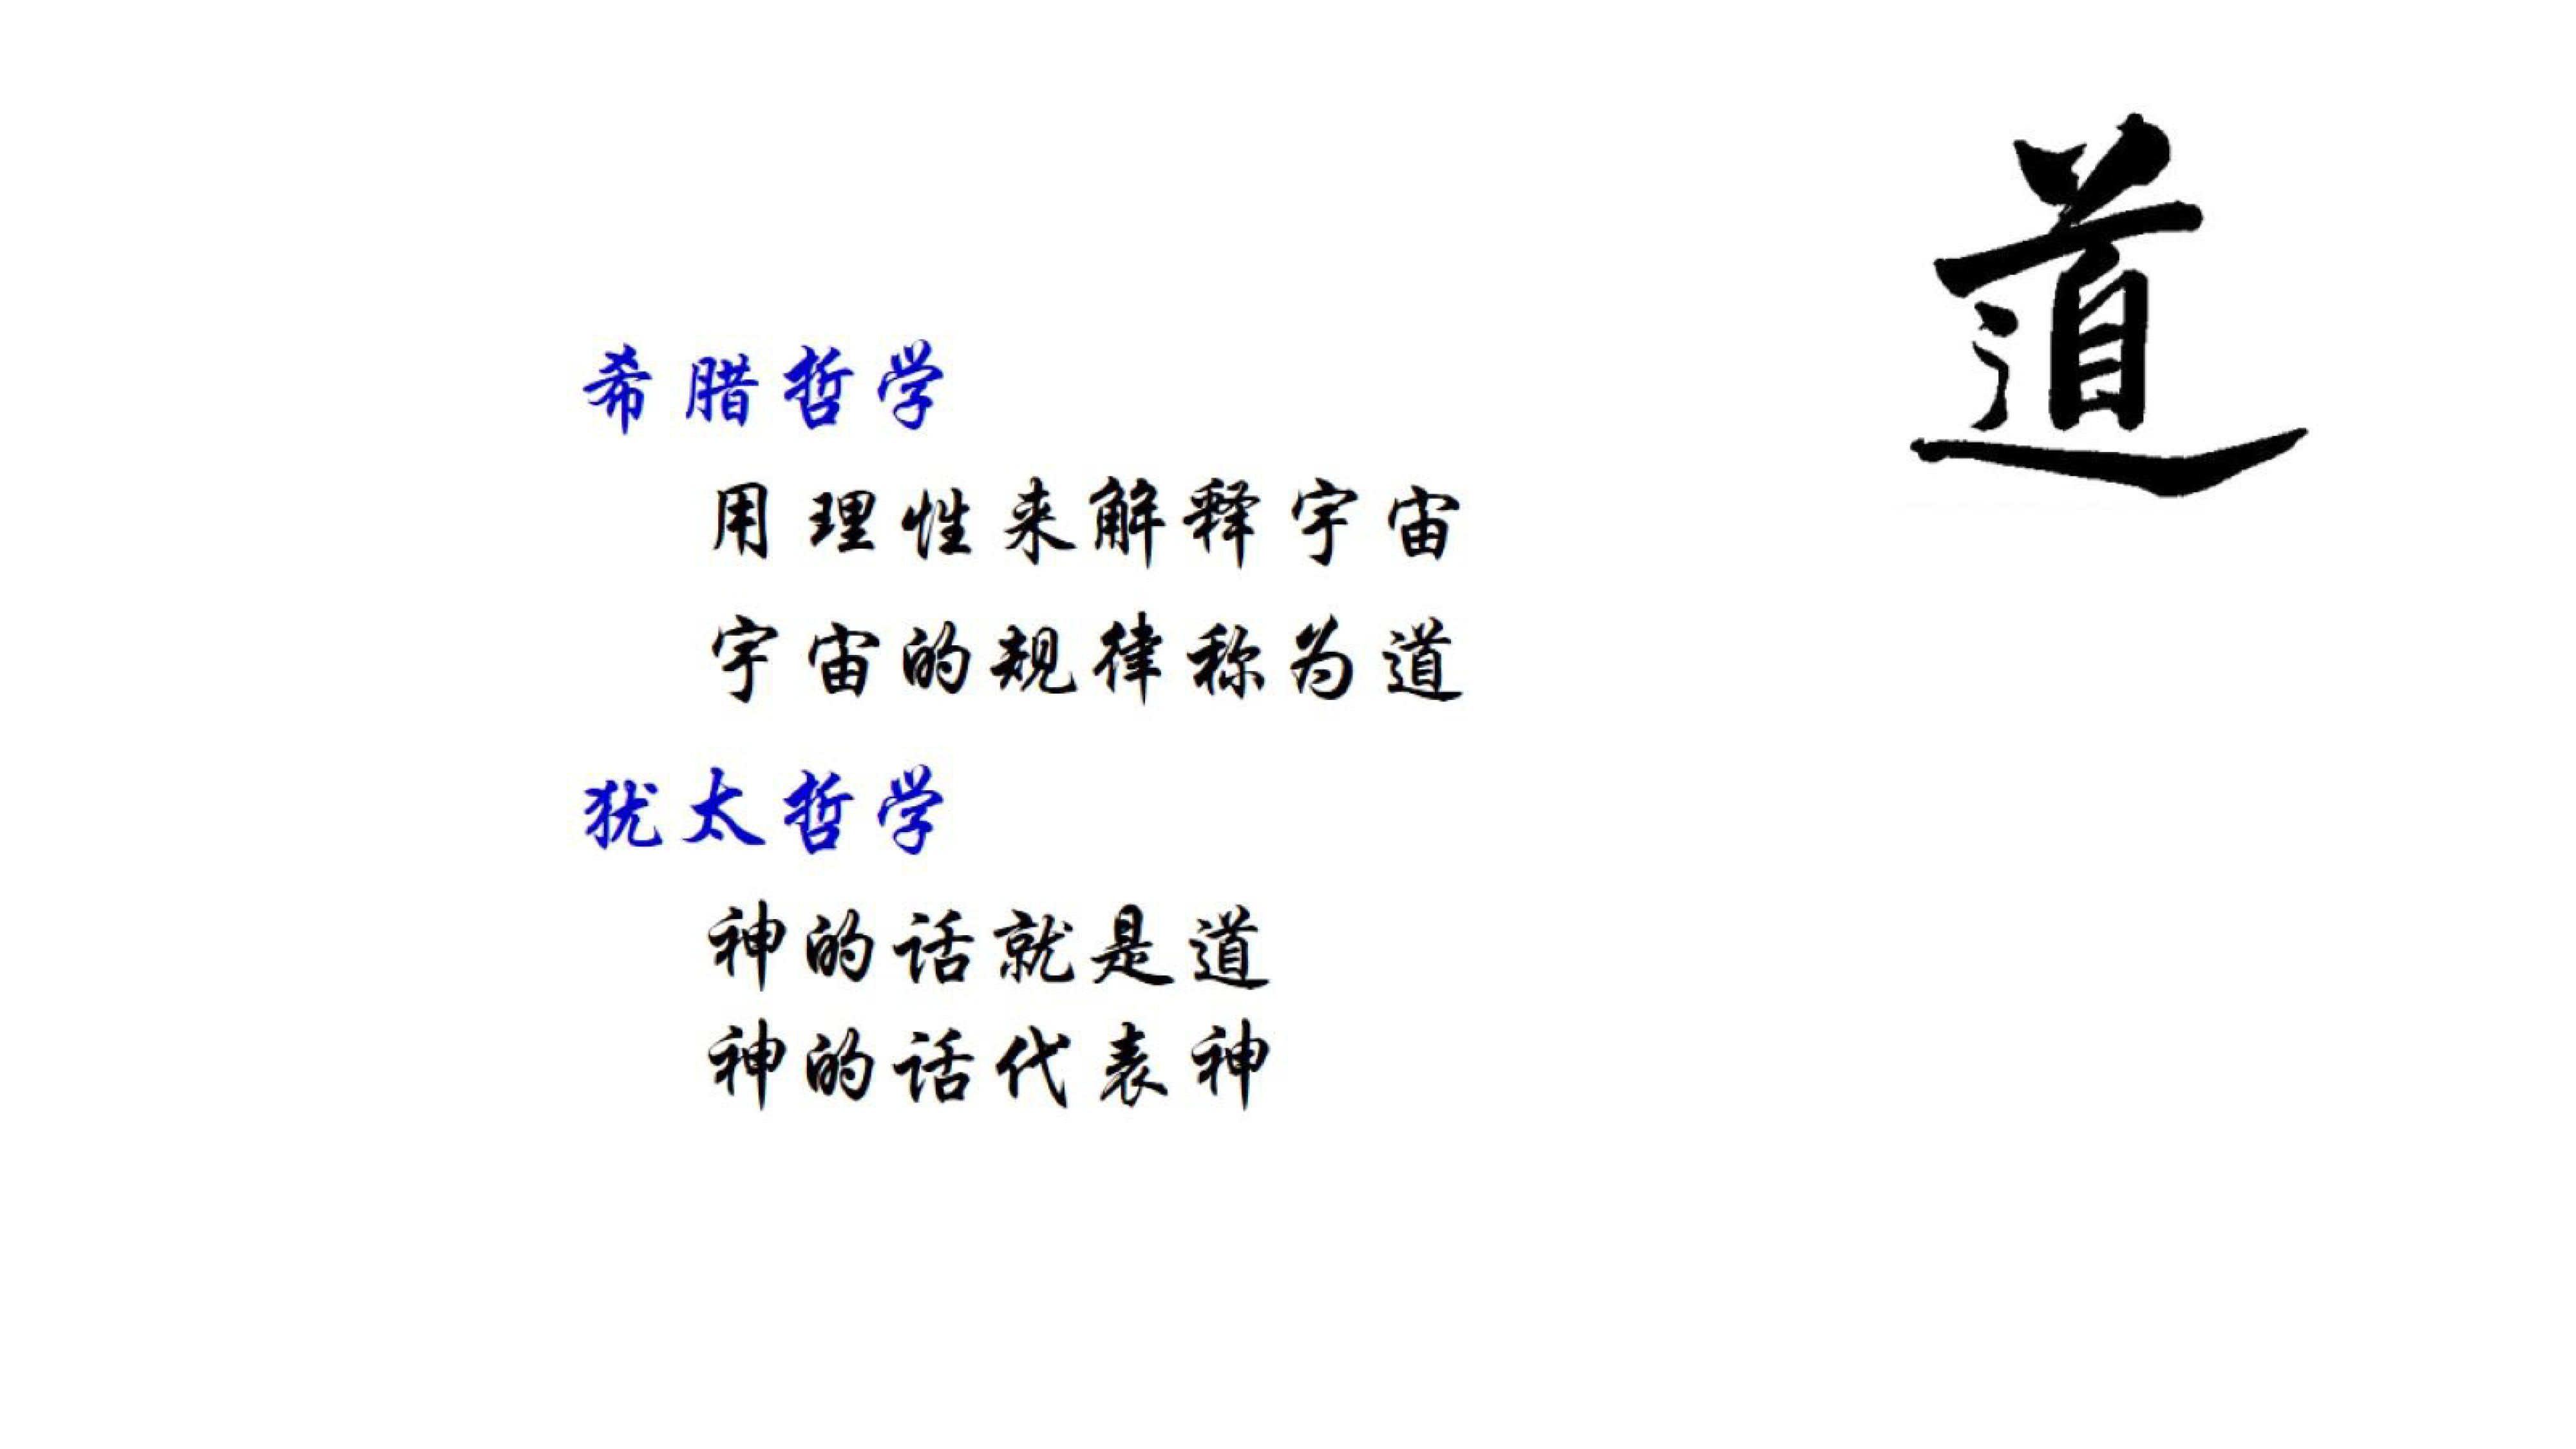 道
希腊哲学
用理性来解释宇宙
宇宙的规律称为道
犹太哲学
神的话就是道
神的话代表神